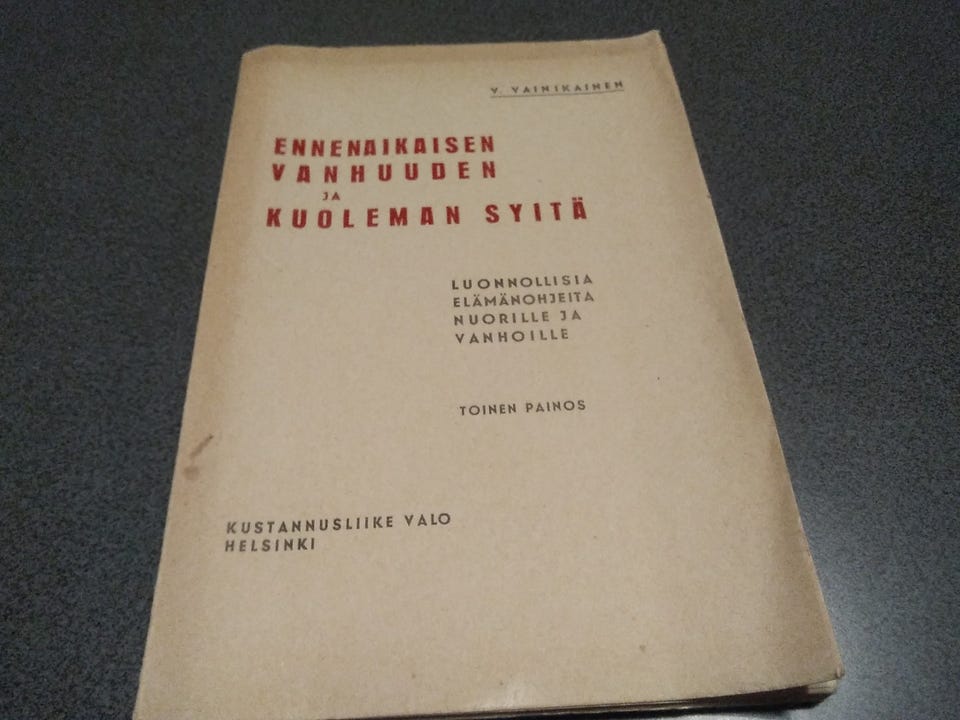 V. VAINIKAINEN
ENNENAIKAISEN
VANHUUDEN
JA
KUOLEMAN SYITÄ
LUONNOLLISIA
ELÄMÄNOHJEITA
NUORILLE JA
VANHOILLE
TOINEN PAINOS
KUSTANNUSLIIKE VALO
HELSINKI